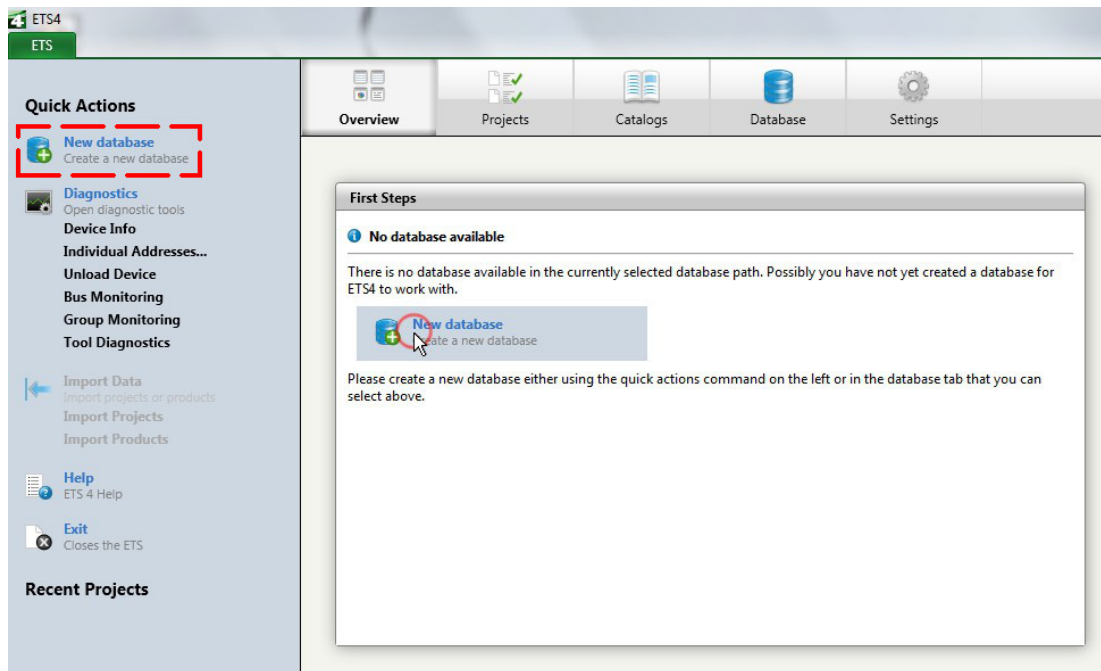 ETS4
ETS
Quick Actions
New database
Create a new database
Diagnostics
Open diagnostic tools
Device Info
Individual Addresses...
Unload Device
Bus Monitoring
Group Monitoring
Tool Diagnostics
Import Data
Import projects or products
Import Projects
Import Products
Help
ETS 4 Help
Exit
Closes the ETS
Recent Projects
Overview
Projects
Catalogs
Database
Settings
First Steps
No database available
There is no database available in the currently selected database path. Possibly you have not yet created a database for
ETS4 to work with.
New database
Create a new database
Please create a new database either using the quick actions command on the left or in the database tab that you can
select above.